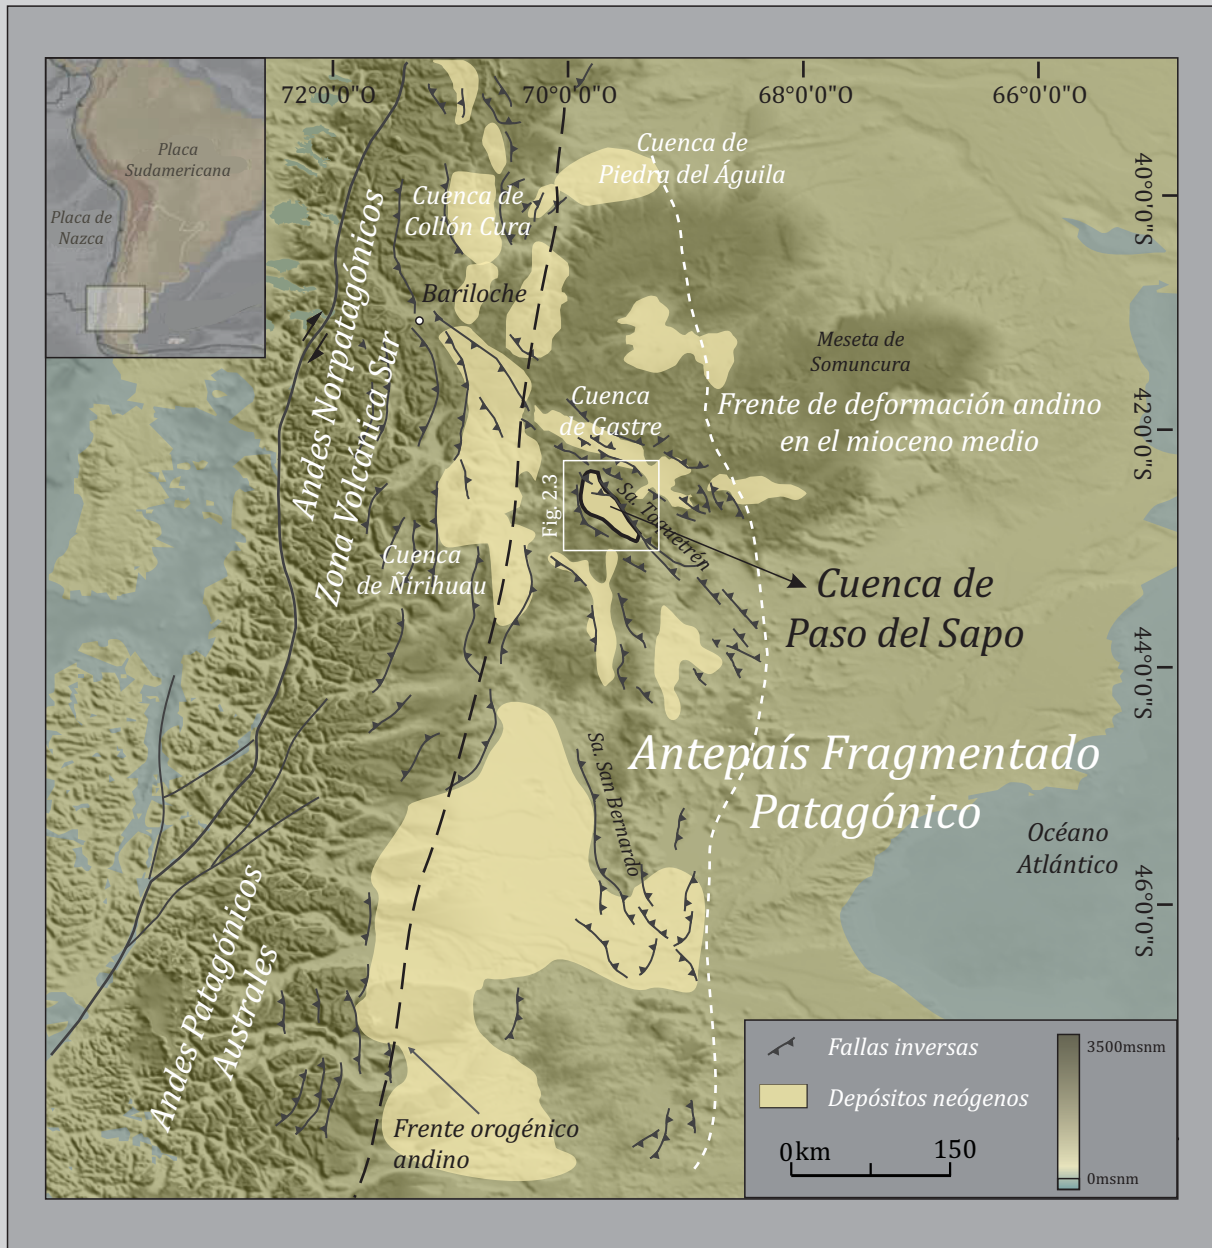 72°0'0"O
70°0'0"O
68°0'0"O
66°0'0"O
Placa
Sudamericana
Placa de
Nazca
Cuenca de
Piedra del Águila
40°0'0"S
Cuenca de
Collón Cura
Andes Norpatagónicos
Zona Volcánica Sur
Bariloche
Meseta de
Somuncura
Cuenca
de Gastre
Frente de deformación andino
en el mioceno medio
42°0'0"S
Fig. 2.3
Sa. Taquetrén
Cuenca
de Ñirihuau
Cuenca de
Paso del Sapo
44°0'0"S
Sa. San Bernardo
Antepaís Fragmentado
Patagónico
Océano
Atlántico
46°0'0"S
Andes Patagónicos
Australes
Frente orogénico
andino
Fallas inversas
Depósitos neógenos
0km
150
3500msnm
0msnm